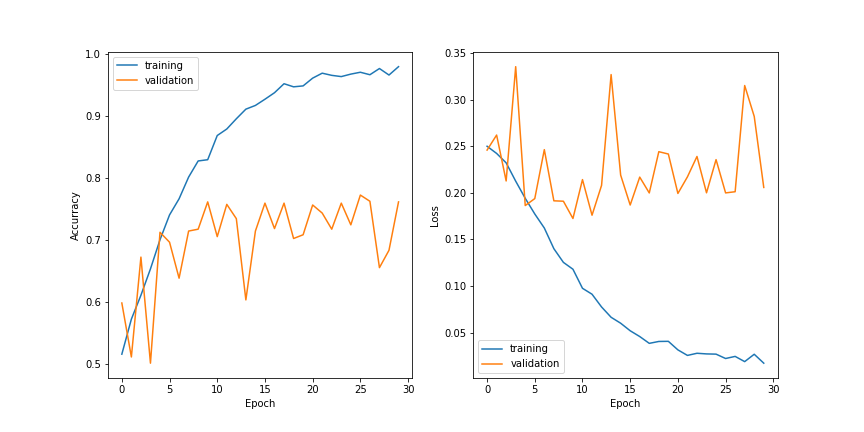 1.0
0.9
0.8
0.7
0.6
0.5
Accurracy
training
validation
0 5 10 15 20 25 30
Epoch
0.35
0.30
0.25
0.20
0.15
0.10
0.05
Loss
training
validation
0 5 10 15 20 25 30
Epoch